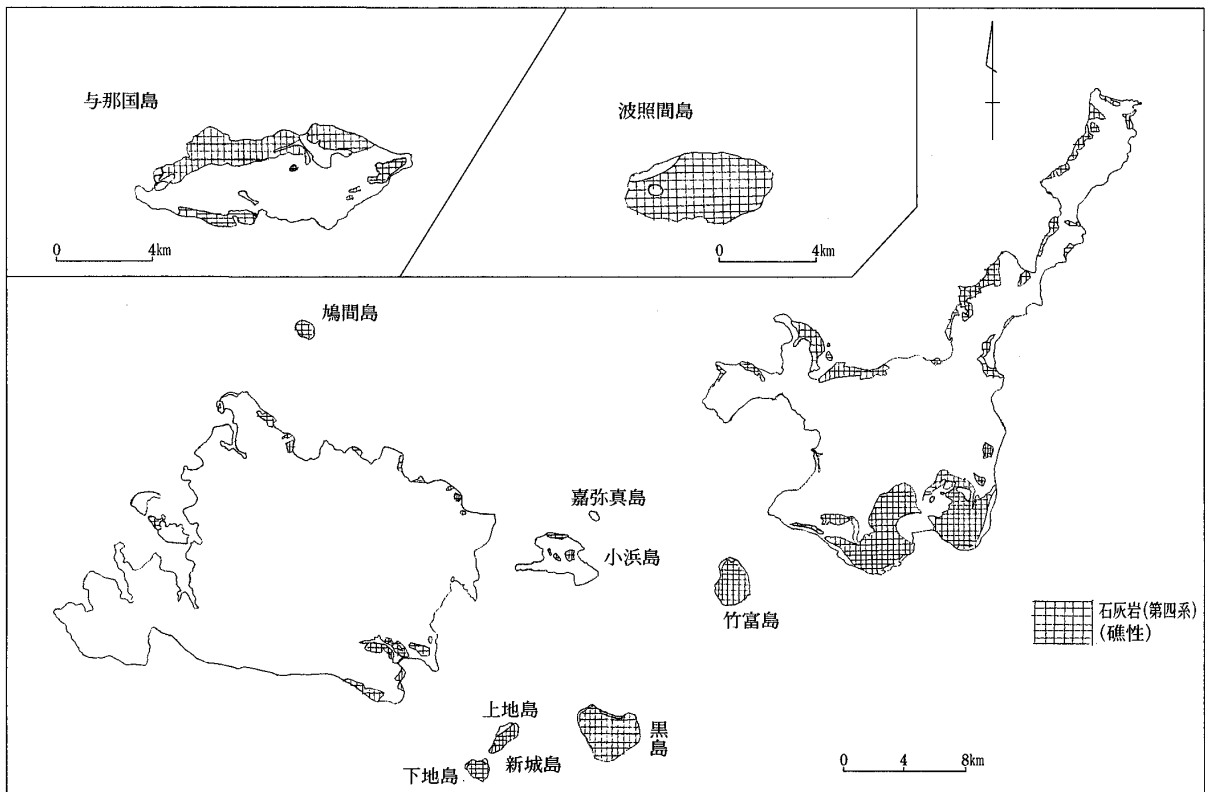 与那国島
0 4km
波照間島
0 4km
鳩間島
嘉弥真島
小浜島
竹富島
石灰岩(第四系)
(礁性)
上地島
新城島
下地島
黒島
0 4 8km